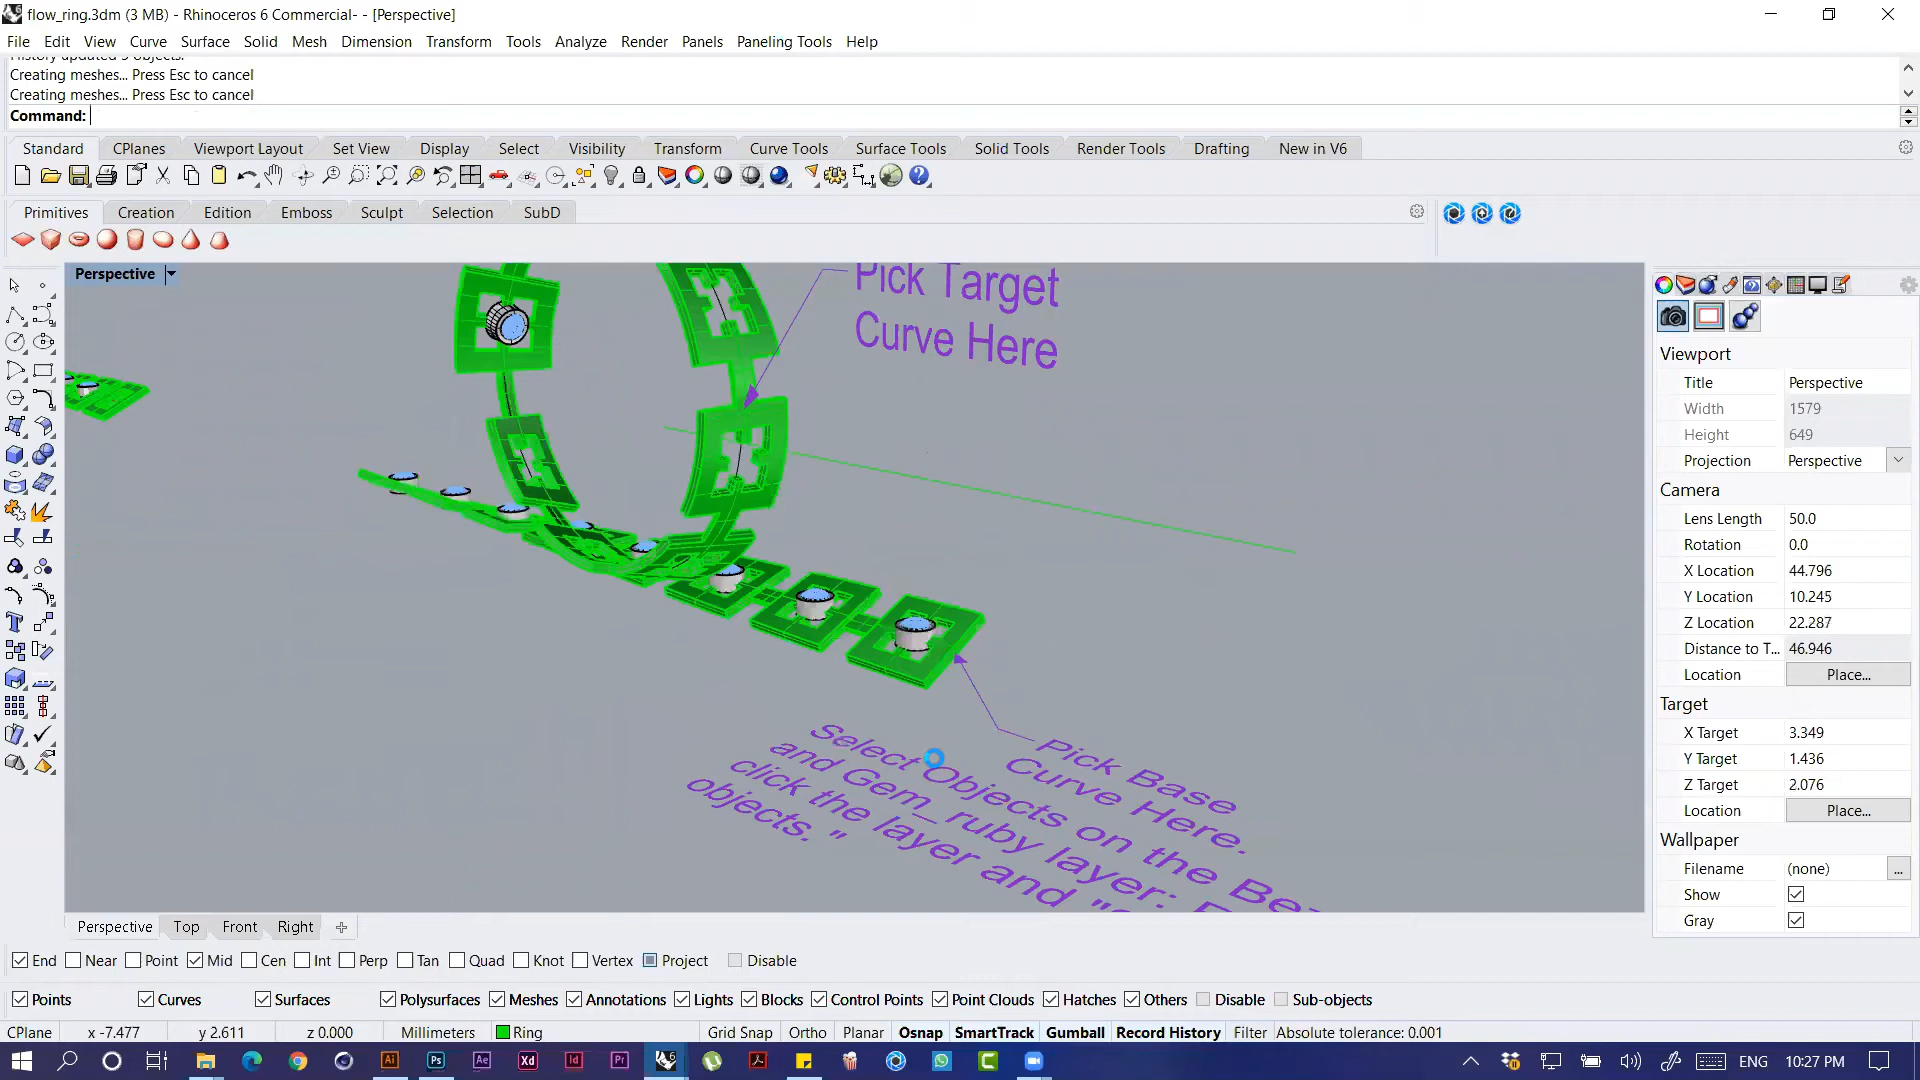 flow_ring.3dm (3 MB) - Rhinoceros 6 Commercial- - [Perspective]
File Edit View Curve Surface Solid Mesh Dimension Transform Tools Analyze Render Panels Paneling Tools Help
Creating meshes... Press Esc to cancel
Creating meshes... Press Esc to cancel
Command:
Standard CPlanes Viewport Layout Set View Display Select Visibility Transform Curve Tools Surface Tools Solid Tools Render Tools Drafting New in V6
Primitives Creation Edition Emboss Sculpt Selection SubD
Perspective
Pick Target
Curve Here
Pick Base
Curve Here.
Select Objects on the
and Gem_ruby layer:
click the layer and
objects."
Viewport
Title Perspective
Width 1579
Height 649
Projection Perspective
Camera
Lens Length 50.0
Rotation 0.0
X Location 44.796
Y Location 10.245
Z Location 22.287
Distance to T... 46.946
Location Place...
Target
X Target 3.349
Y Target 1.436
Z Target 2.076
Location Place...
Wallpaper
Filename (none) ...
Show
Gray
Perspective Top Front Right
End Near Point Mid Cen Int Perp Tan Quad Knot Vertex Project Disable
Points Curves Surfaces Polysurfaces Meshes Annotations Lights Blocks Control Points Point Clouds Hatches Others Disable Sub-objects
CPlane x -7.477 y 2.611 z 0.000 Millimeters Ring Grid Snap Ortho Planar Osnap SmartTrack Gumball Record History Filter Absolute tolerance: 0.001
Ai Ps Ae Xd Id Pr ENG 10:27 PM